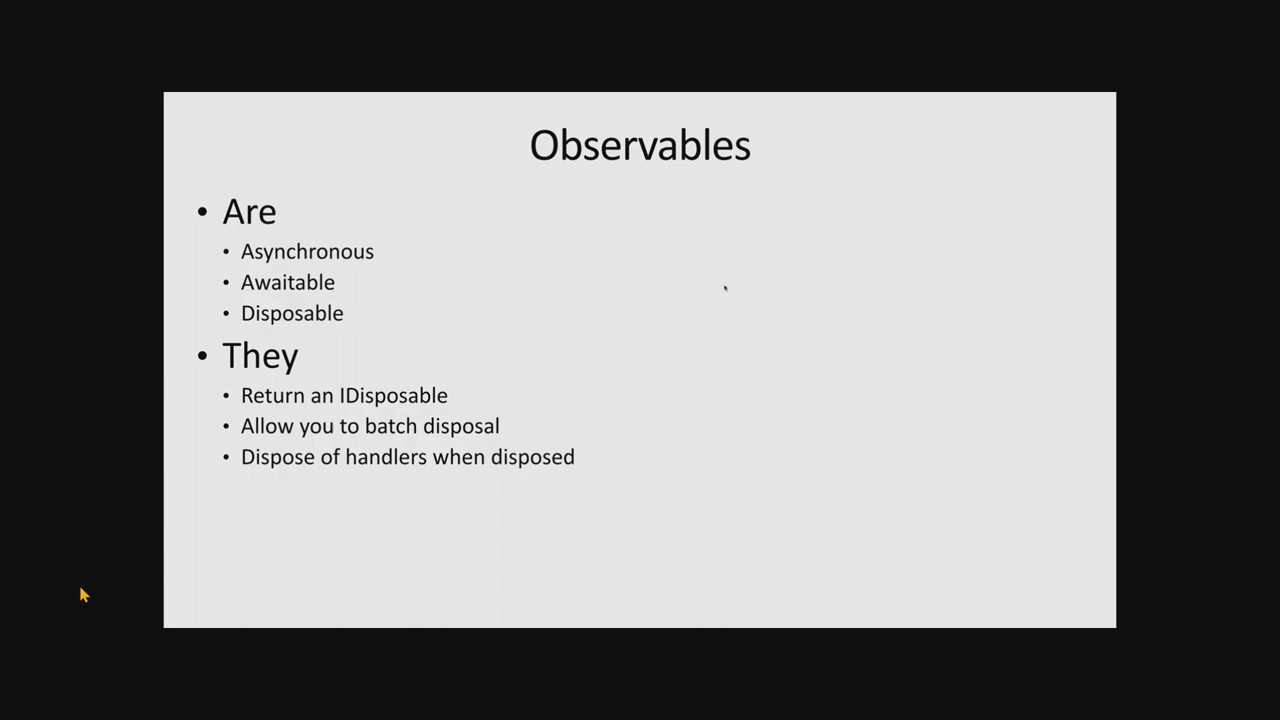 Observables
• Are
• Asynchronous
• Awaitable
• Disposable
• They
• Return an IDisposable
• Allow you to batch disposal
• Dispose of handlers when disposed